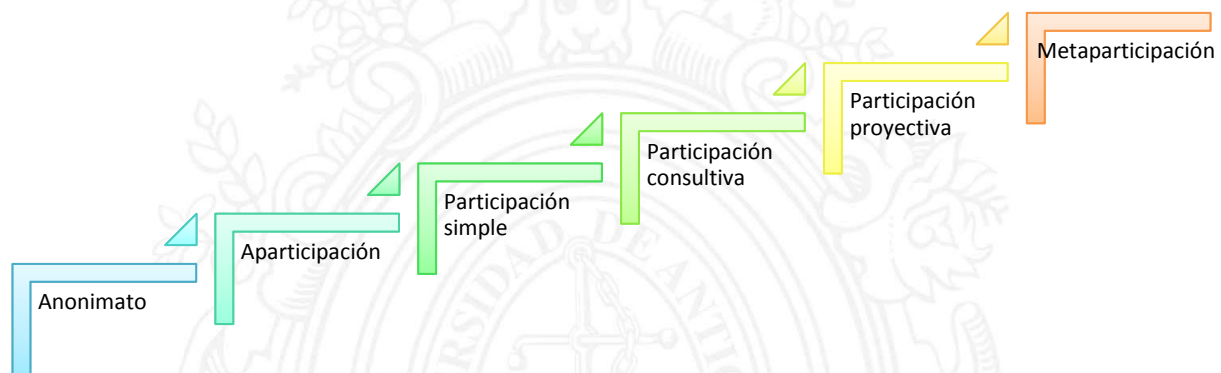 Metaparticipación
Participación
proyectiva
Participación
consultiva
Participación
simple
Aparticipación
Anonimato